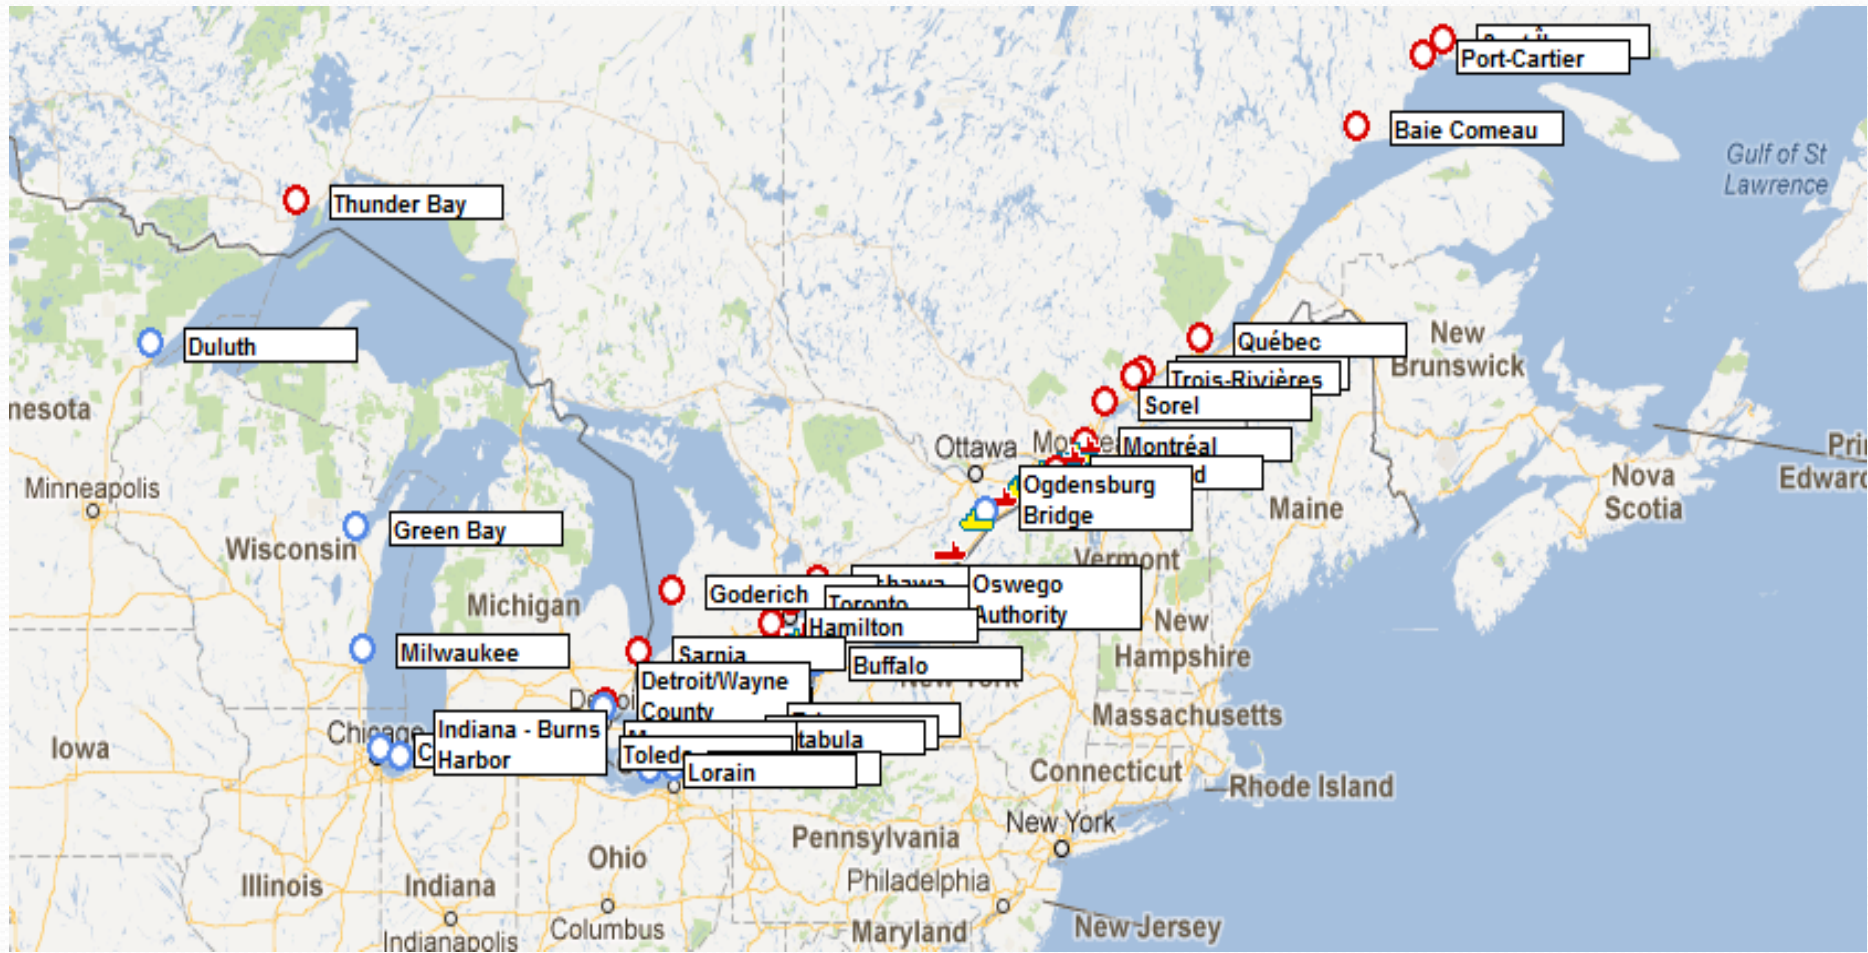 Port-Cartier
Baie Comeau
Gulf of St
Lawrence
Thunder Bay
Duluth
Québec
New
Brunswick
Trois-Rivières
Sorel
nesota
Ottawa
Montréal
Ogdensburg
Bridge
Minneapolis
Green Bay
Wisconsin
Michigan
Maine
Nova
Scotia
Vermont
Goderich
Toronto
Oswego
Authority
Hamilton
New
Hampshire
Milwaukee
Sarnia
Buffalo
Detroit/Wayne
County
Massachusetts
Iowa
Chicago
Indiana - Burns
Harbor
Toledo
Lorain
tabula
Connecticut
Rhode Island
New York
Pennsylvania
Ohio
Illinois
Indiana
Philadelphia
Columbus
Maryland
New Jersey
Indianapolis